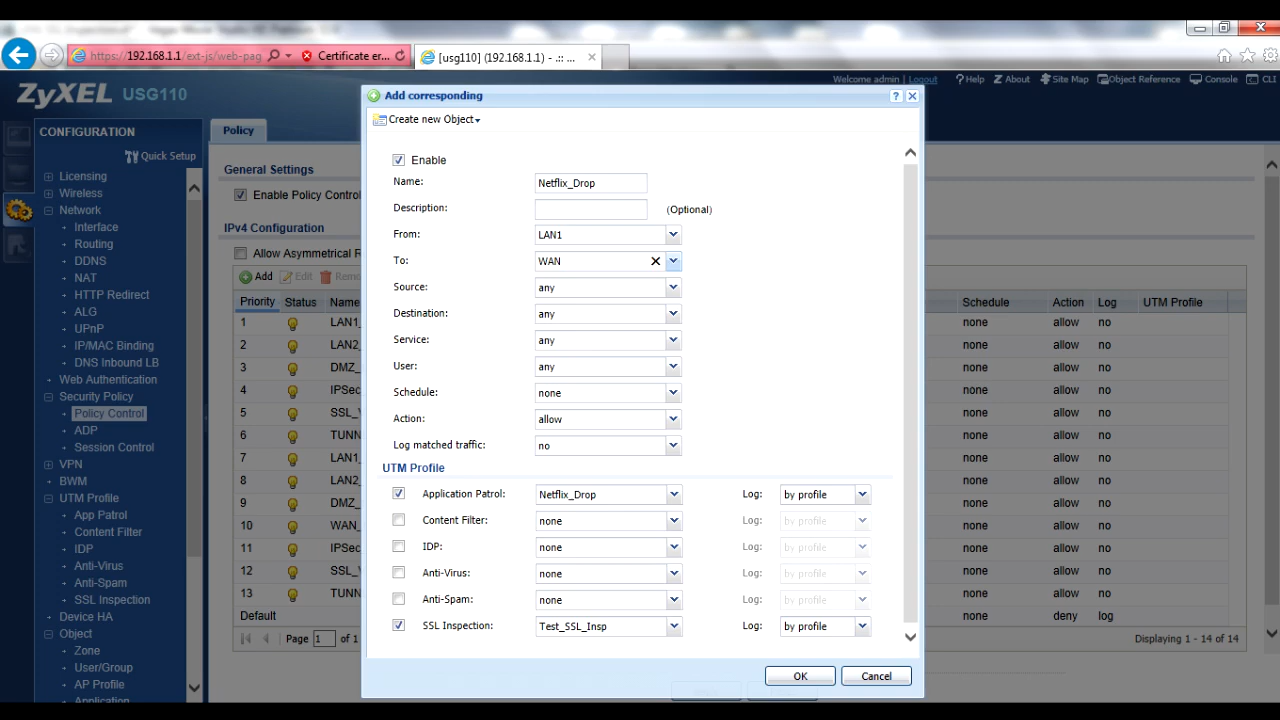 https://192.168.1.1/ext-js/web-pag
Certificate er...
[usg110] (192.168.1.1) - .:: ...
ZyXEL USG110
Welcome admin | Logout
? Help
Z About
Site Map
Object Reference
Console
CLI
CONFIGURATION
Quick Setup
Licensing
Wireless
Network
Interface
Routing
DDNS
NAT
HTTP Redirect
ALG
UPnP
IP/MAC Binding
DNS Inbound LB
Web Authentication
Security Policy
Policy Control
ADP
Session Control
VPN
BWM
UTM Profile
App Patrol
Content Filter
IDP
Anti-Virus
Anti-Spam
SSL Inspection
Device HA
Object
Zone
User/Group
AP Profile
Application
Policy
General Settings
Enable Policy Control
IPv4 Configuration
Allow Asymmetrical R
Add Edit Remo
Priority Status Name Schedule Action Log UTM Profile
1 LAN1_ none allow no
2 LAN2_ none allow no
3 DMZ_ none allow no
4 IPSec none allow no
5 SSL_V none allow no
6 TUNN none allow no
7 LAN1_ none allow no
8 LAN2_ none allow no
9 DMZ_ none allow no
10 WAN_ none allow no
11 IPSec none allow no
12 SSL_V none allow no
13 TUNN none allow no
Default none deny log
Page 1 of 1
Displaying 1 - 14 of 14
Add corresponding
Create new Object
Enable
Name: Netflix_Drop
Description: (Optional)
From: LAN1
To: WAN
Source: any
Destination: any
Service: any
User: any
Schedule: none
Action: allow
Log matched traffic: no
UTM Profile
Application Patrol: Netflix_Drop Log: by profile
Content Filter: none Log: by profile
IDP: none Log: by profile
Anti-Virus: none Log: by profile
Anti-Spam: none Log: by profile
SSL Inspection: Test_SSL_Insp Log: by profile
OK
Cancel